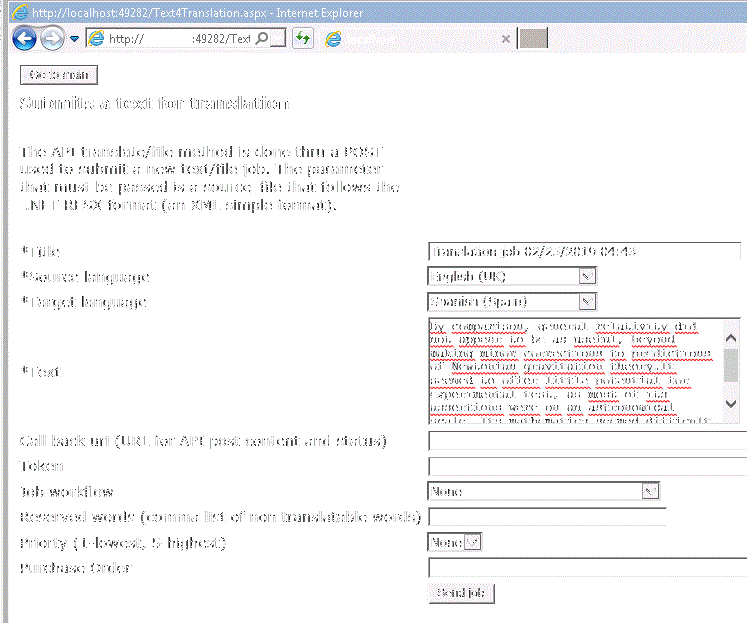 http://localhost:49282/Text4Translation.aspx - Internet Explorer
http:// :49282/Text
Go to main
Submits a text for translation
The API translate/file method is done thru a POST
used to submit a new text/file job. The parameter
that must be passed is a source file that follows the
.NET RESX format (an XML simple format).
*Title
Translation job 02/23/2019 04:43
*Source language
English (UK)
*Target language
Spanish (Spain)
*Text
By comparison, general relativity did
not appear to be as useful, beyond
making minor corrections to predictions
of Newtonian gravitation theory.It
seemed to offer little potential for
experimental test, as most of its
assertions were on an astronomical
scale. Its mathematics seemed difficult
Call back url (URL for API post content and status)
Token
Job workflow
None
Reserved words (comma list of non translatable words)
Priority (1-lowest, 5-highest)
None
Purchase Order
Send job